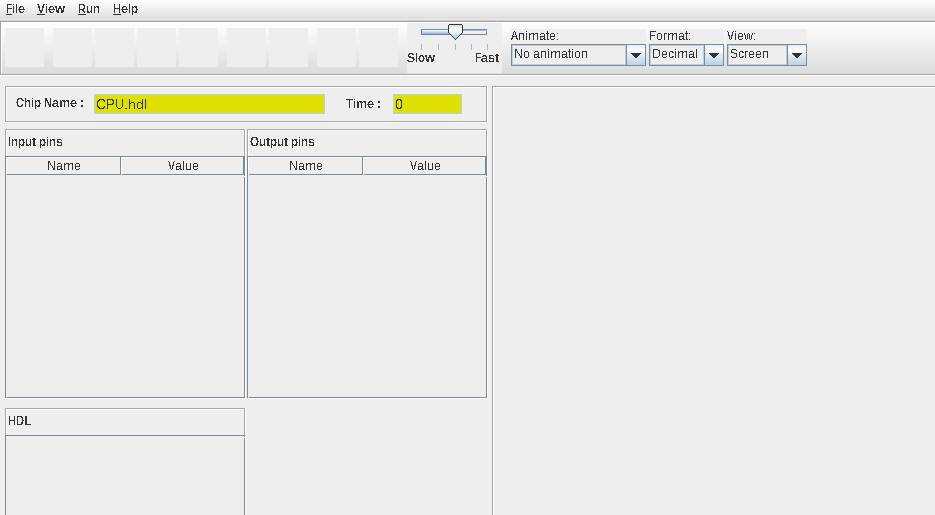 File View Run Help
Slow Fast
Animate: Format: View:
No animation Decimal Screen
Chip Name : CPU.hdl Time : 0
Input pins Output pins
Name Value Name Value
HDL